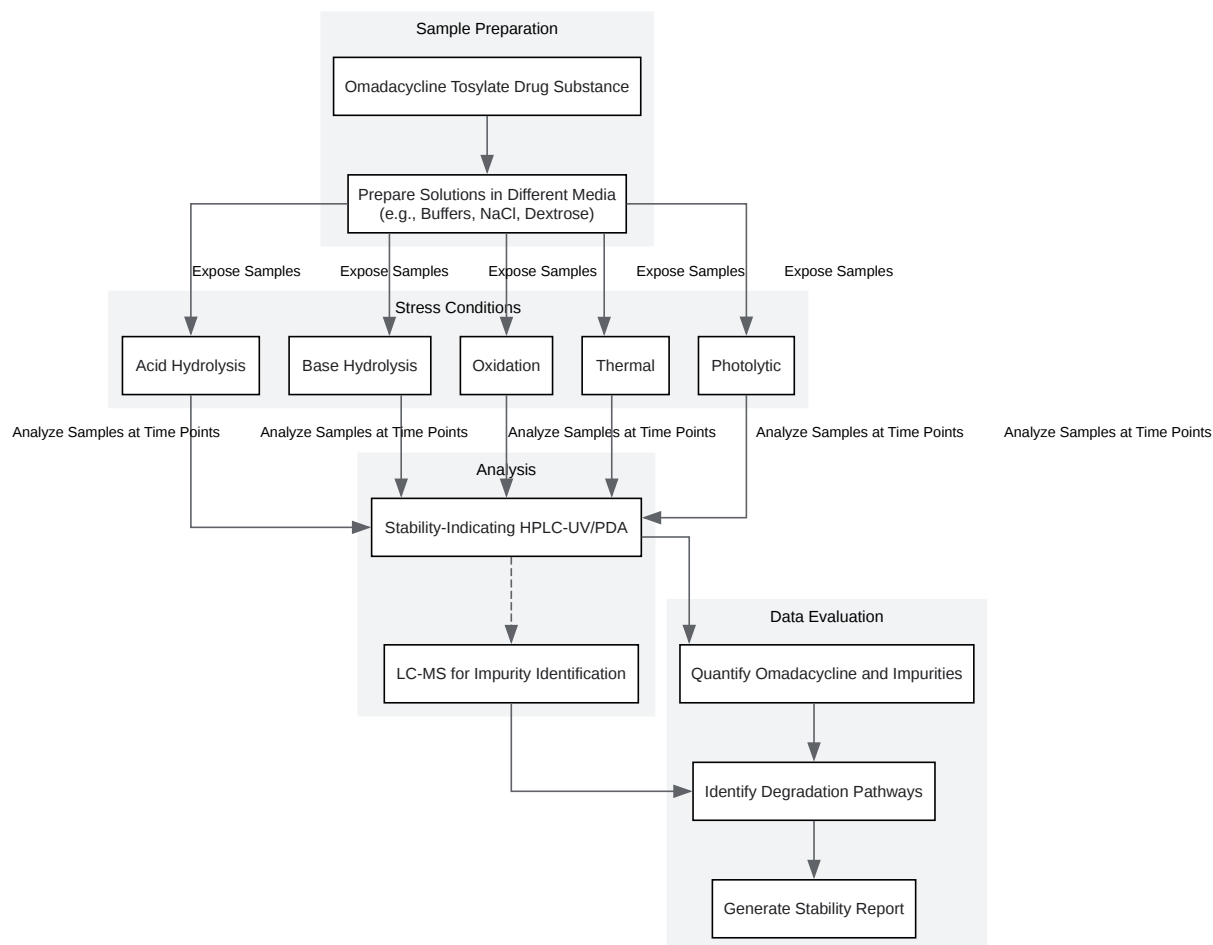 Sample Preparation
Omadacycline Tosylate Drug Substance
Prepare Solutions in Different Media
(e.g., Buffers, NaCl, Dextrose)
Expose Samples
Expose Samples
Expose Samples
Expose Samples
Expose Samples
Stress Conditions
Acid Hydrolysis
Base Hydrolysis
Oxidation
Thermal
Photolytic
Analyze Samples at Time Points
Analyze Samples at Time Points
Analyze Samples at Time Points
Analyze Samples at Time Points
Analyze Samples at Time Points
Analysis
Stability-Indicating HPLC-UV/PDA
Data Evaluation
LC-MS for Impurity Identification
Quantify Omadacycline and Impurities
Identify Degradation Pathways
Generate Stability Report